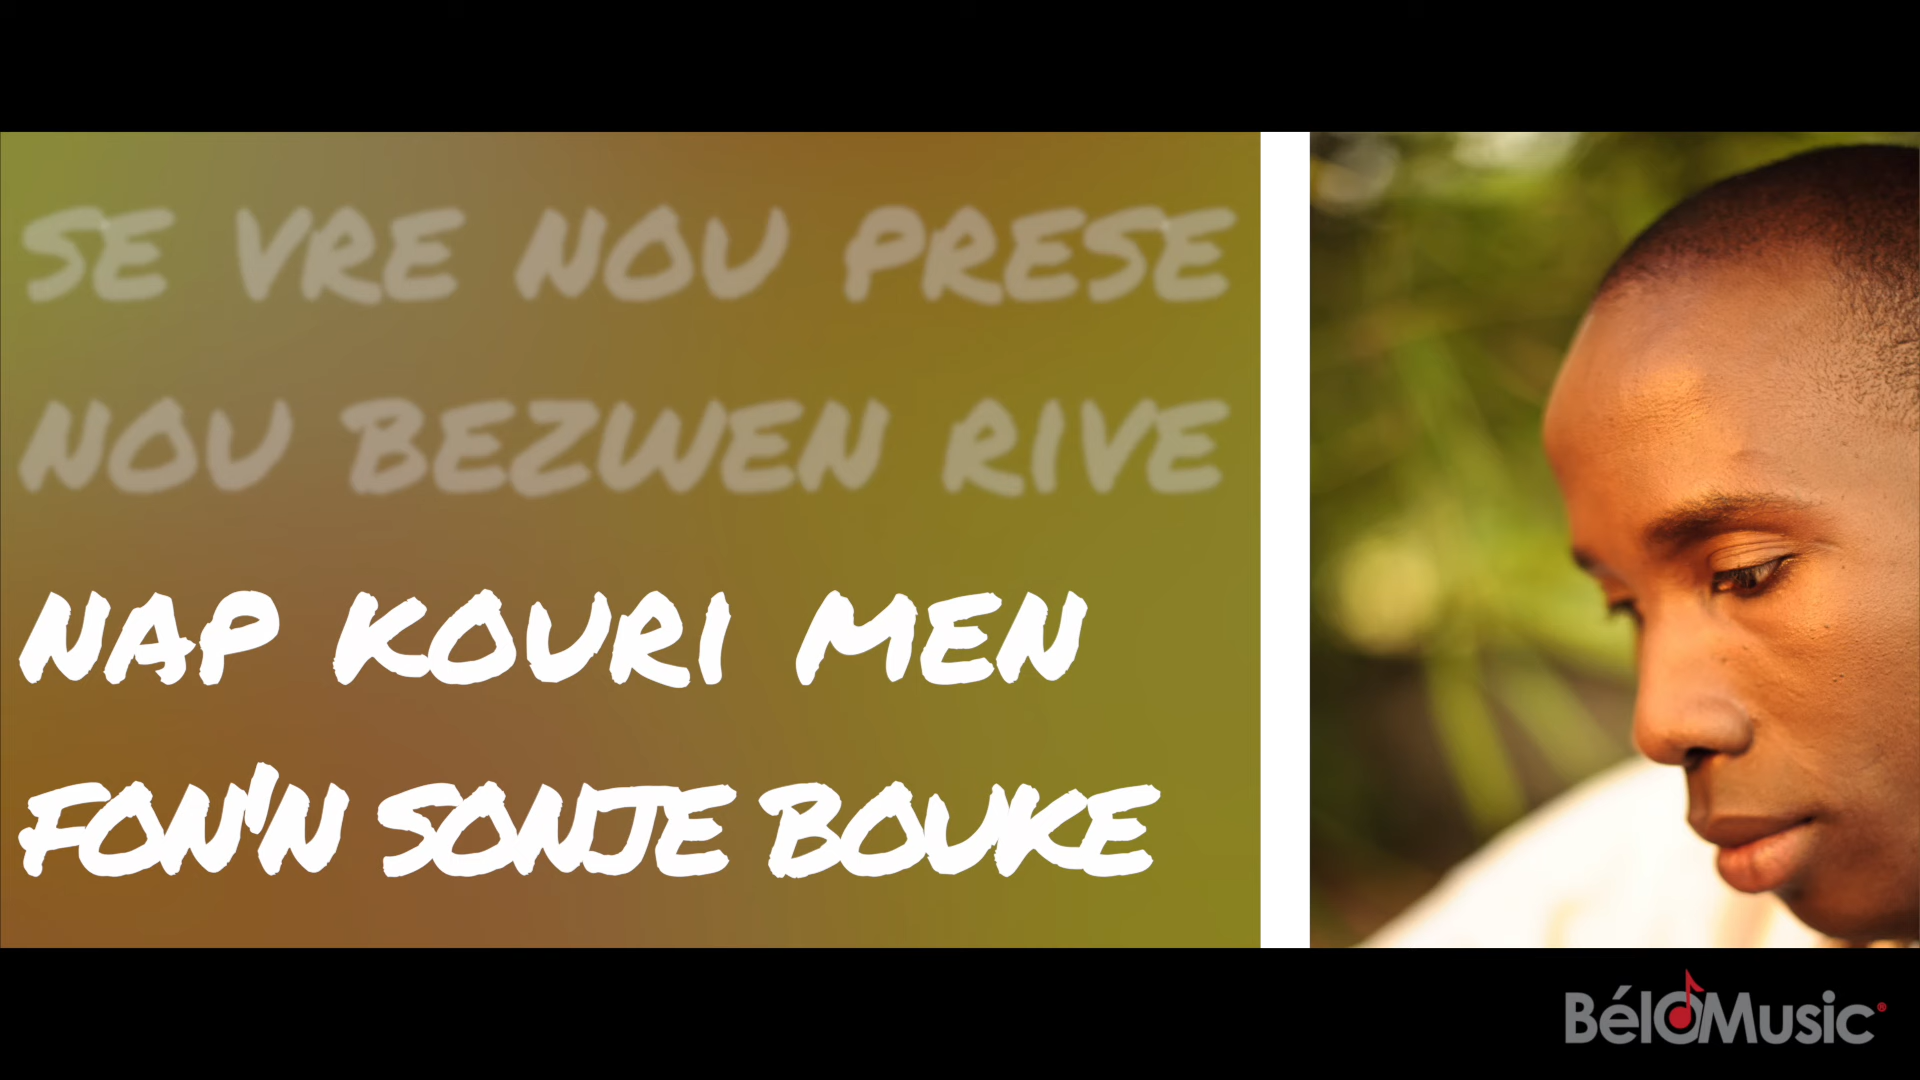 SE VRE NOU PRESE
NOU BEZWEN RIVE
NAP KOURI MEN
FON'N SONJE BOUKE
BéloMusic